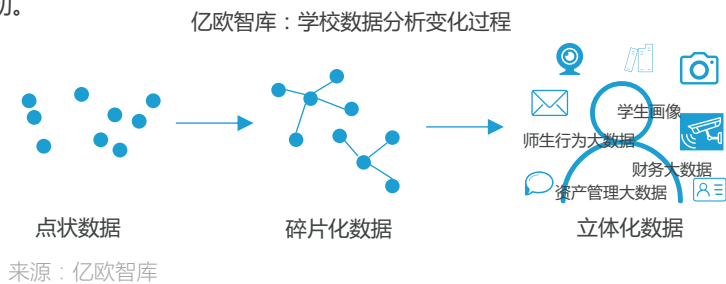 亿欧智库：学校数据分析变化过程
学生画像
师生行为大数据
财务大数据
资产管理大数据
点状数据
碎片化数据
立体化数据
来源：亿欧智库